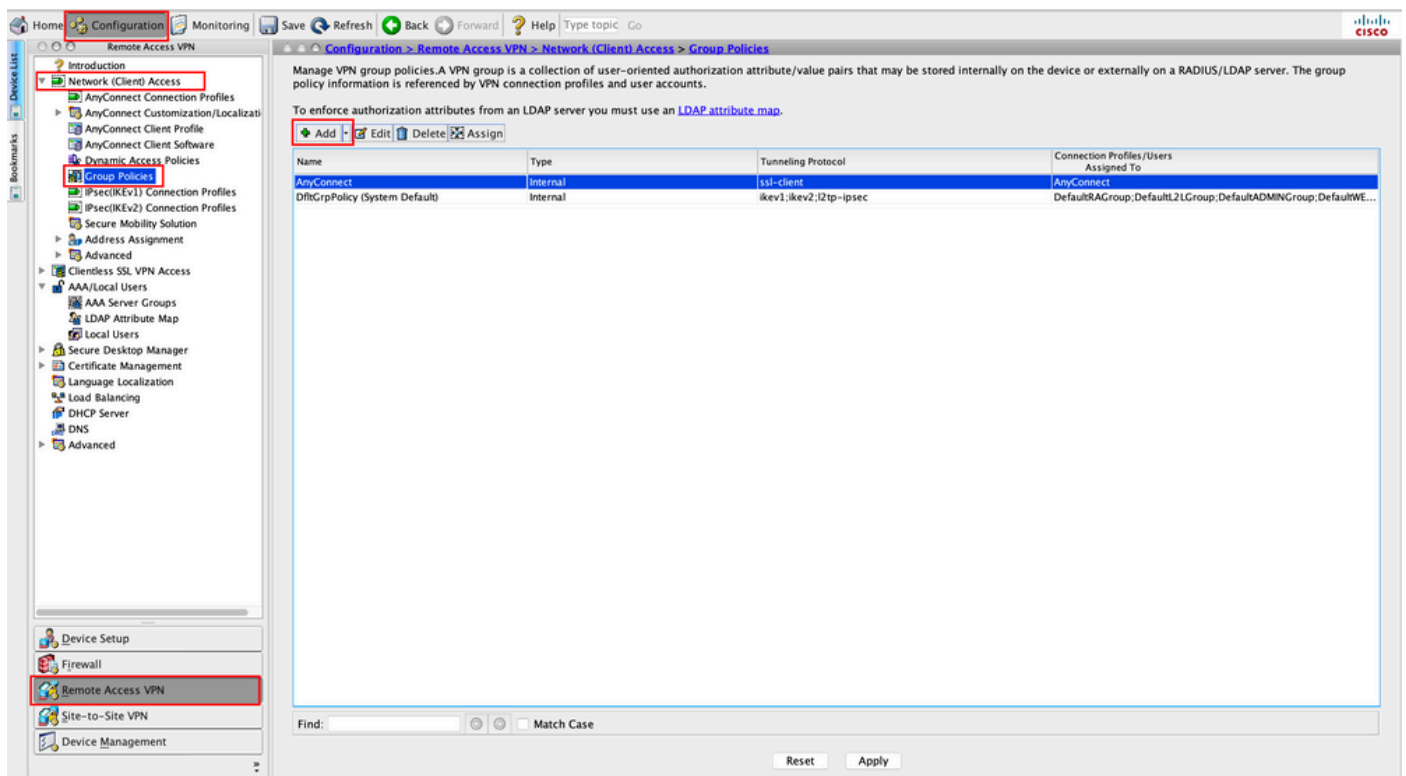 Home Configuration Monitoring Save Refresh Back Forward Help Type topic Go
CISCO
Device List
Bookmarks
Remote Access VPN
Introduction
Network (Client) Access
AnyConnect Connection Profiles
AnyConnect Customization/Localizati
AnyConnect Client Profile
AnyConnect Client Software
Dynamic Access Policies
Group Policies
IPsec(IKEv1) Connection Profiles
IPsec(IKEv2) Connection Profiles
Secure Mobility Solution
Address Assignment
Advanced
Clientless SSL VPN Access
AAA/Local Users
AAA Server Groups
LDAP Attribute Map
Local Users
Secure Desktop Manager
Certificate Management
Language Localization
Load Balancing
DHCP Server
DNS
Advanced
Device Setup
Firewall
Remote Access VPN
Site-to-Site VPN
Device Management
Configuration > Remote Access VPN > Network (Client) Access > Group Policies
Manage VPN group policies.A VPN group is a collection of user-oriented authorization attribute/value pairs that may be stored internally on the device or externally on a RADIUS/LDAP server. The group
policy information is referenced by VPN connection profiles and user accounts.
To enforce authorization attributes from an LDAP server you must use an LDAP attribute map.
Add Edit Delete Assign
Name Type Tunneling Protocol Connection Profiles/Users
Assigned To
AnyConnect Internal ssl-client AnyConnect
DfltGrpPolicy (System Default) Internal ikev1;ikev2;l2tp-ipsec DefaultRAGroup;DefaultL2LGroup;DefaultADMINGroup;DefaultWE...
Find: Match Case
Reset Apply